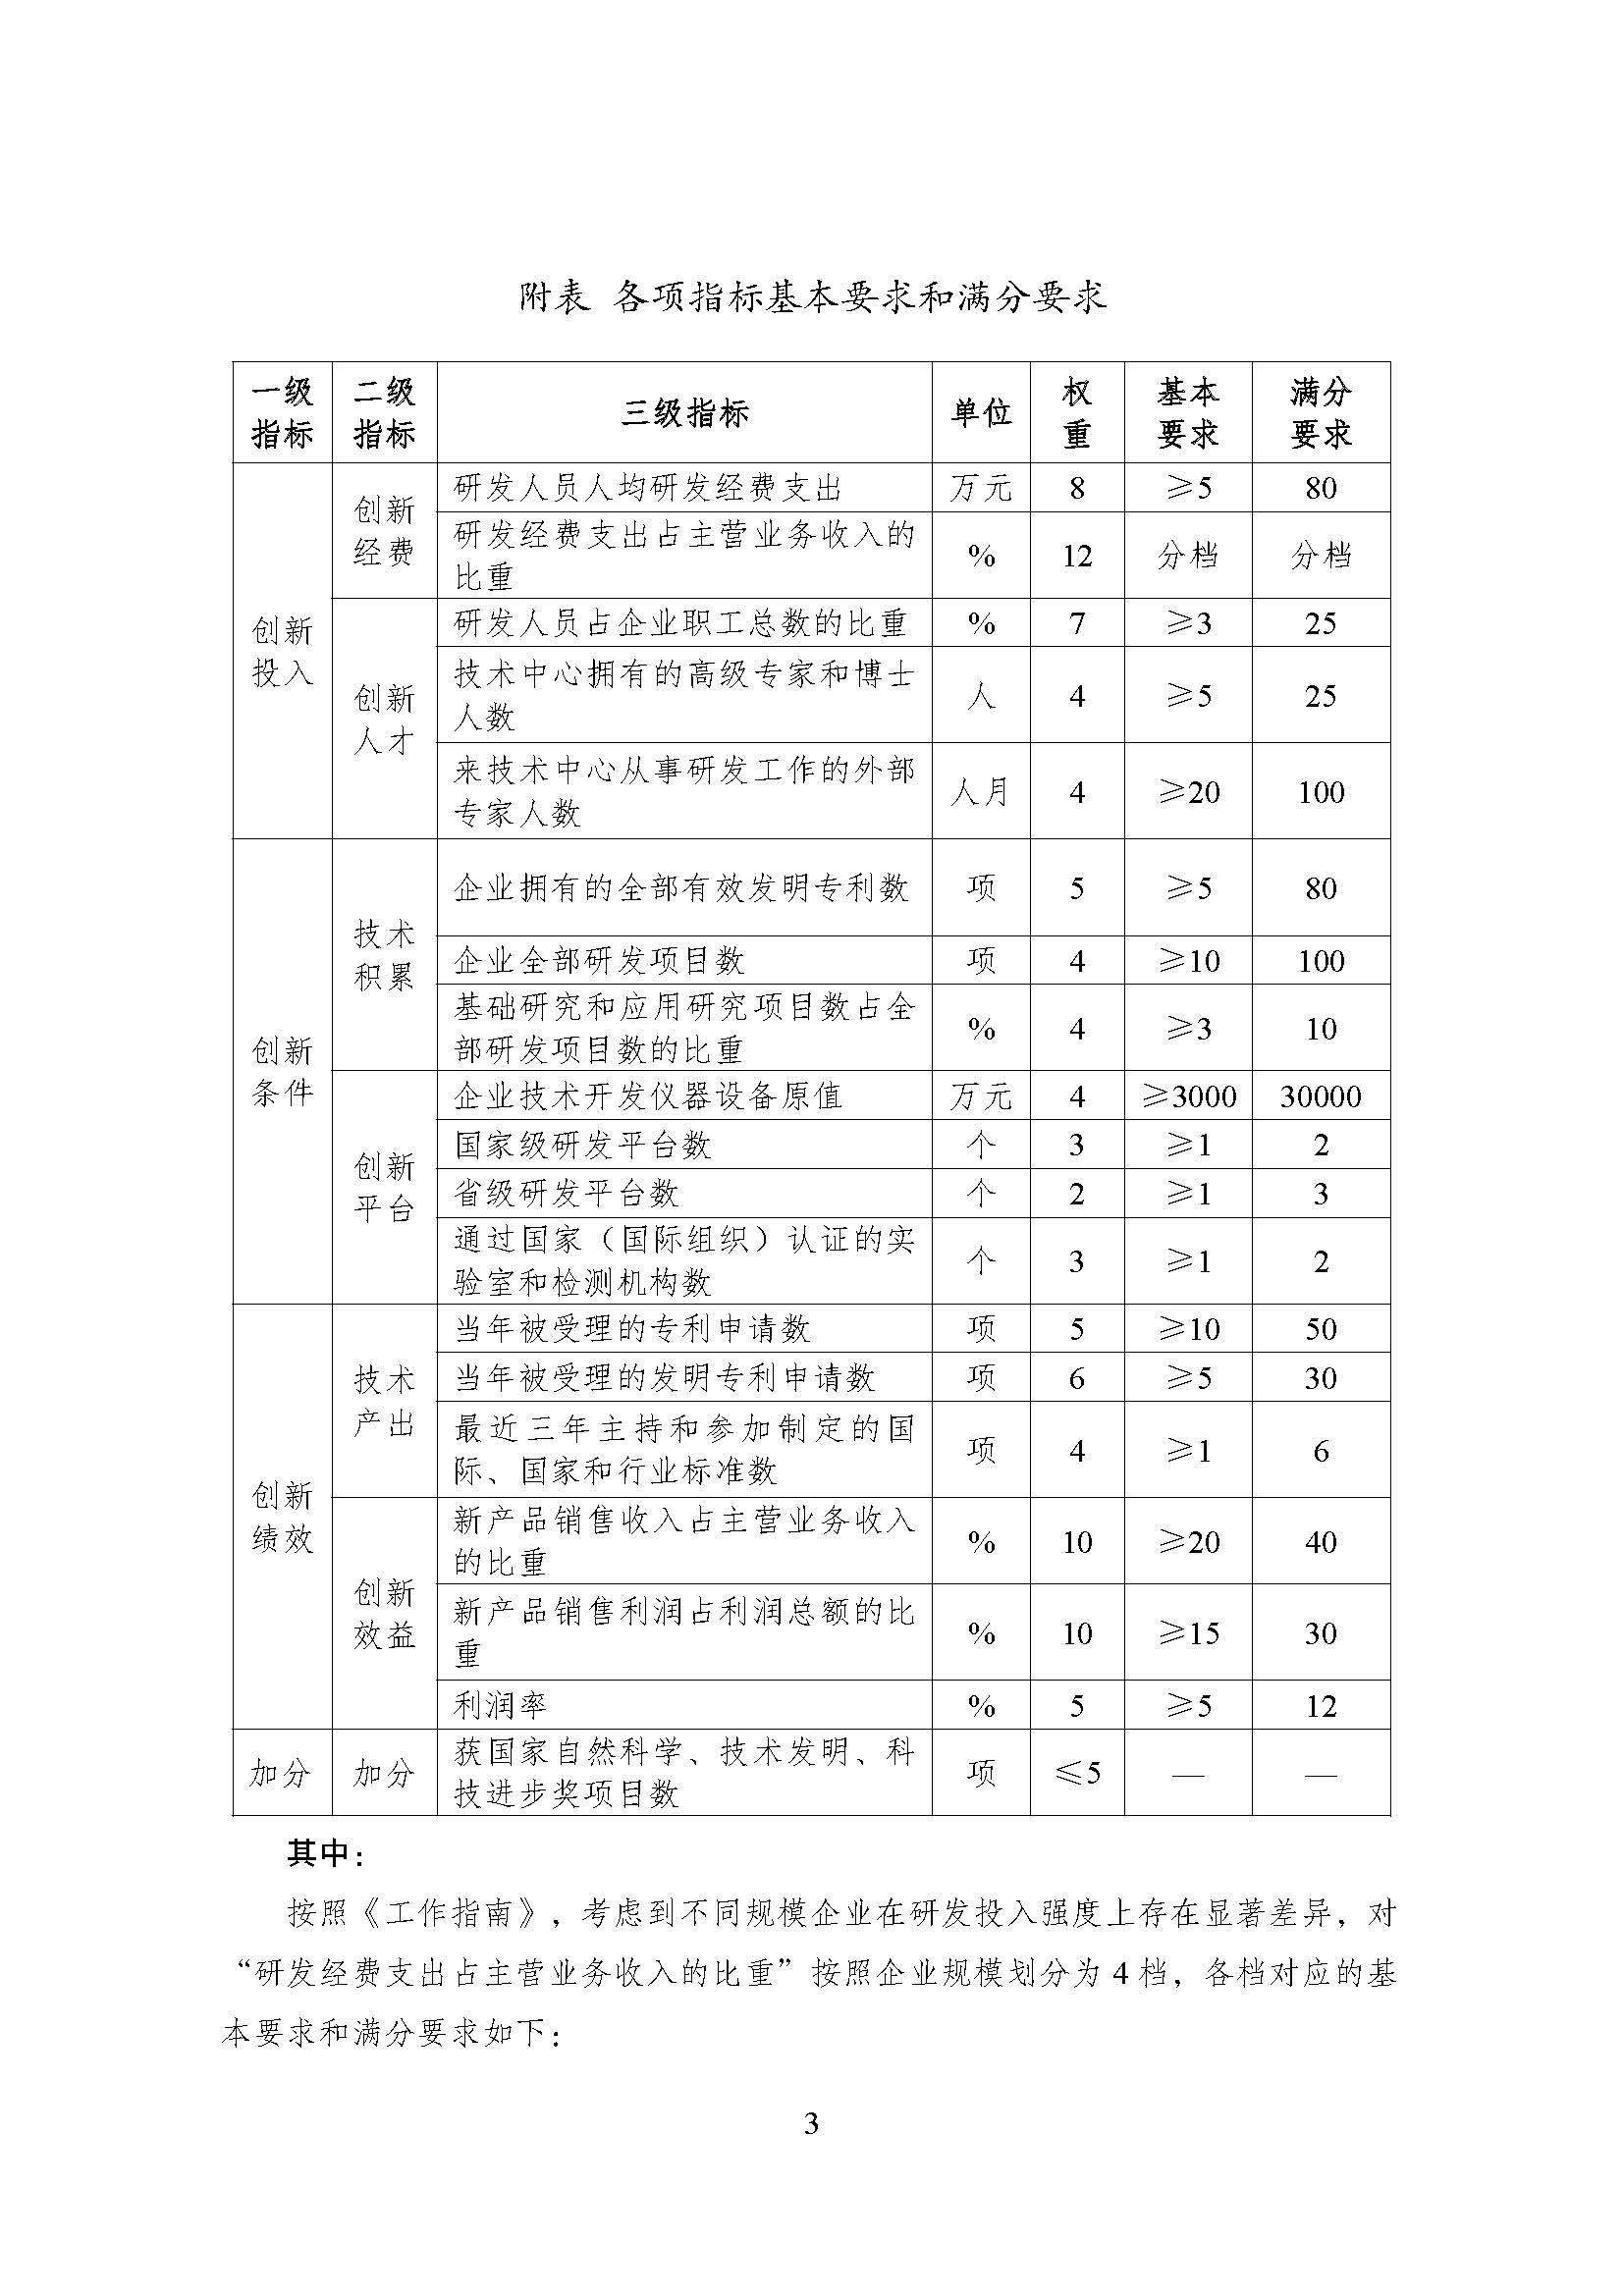 附表 各项指标基本要求和满分要求
一级 二级 三级指标 单位 权 基本 满分
指标 指标 重 要求 要求
创新
投入
创新
经费
研发人员人均研发经费支出 万元 8 ≥5 80
研发经费支出占主营业务收入的
比重
% 12 分档 分档
创新
人才
研发人员占企业职工总数的比重 % 7 ≥3 25
技术中心拥有的高级专家和博士
人数
人 4 ≥5 25
来技术中心从事研发工作的外部
专家人数
人月 4 ≥20 100
创新
条件
技术
积累
企业拥有的全部有效发明专利数 项 5 ≥5 80
企业全部研发项目数 项 4 ≥10 100
基础研究和应用研究项目数占全
部研发项目数的比重
% 4 ≥3 10
创新
平台
企业技术开发仪器设备原值 万元 4 ≥3000 30000
国家级研发平台数 个 3 ≥1 2
省级研发平台数 个 2 ≥1 3
通过国家（国际组织）认证的实
验室和检测机构数
个 3 ≥1 2
创新
绩效
技术
产出
当年被受理的专利申请数 项 5 ≥10 50
当年被受理的发明专利申请数 项 6 ≥5 30
最近三年主持和参加制定的国
际、国家和行业标准数
项 4 ≥1 6
创新
效益
新产品销售收入占主营业务收入
的比重
% 10 ≥20 40
新产品销售利润占利润总额的比
重
% 10 ≥15 30
利润率 % 5 ≥5 12
加分 加分
获国家自然科学、技术发明、科
技进步奖项目数
项 ≤5 — —
其中：
按照《工作指南》，考虑到不同规模企业在研发投入强度上存在显著差异，对
“研发经费支出占主营业务收入的比重”按照企业规模划分为 4 档，各档对应的基
本要求和满分要求如下：
3